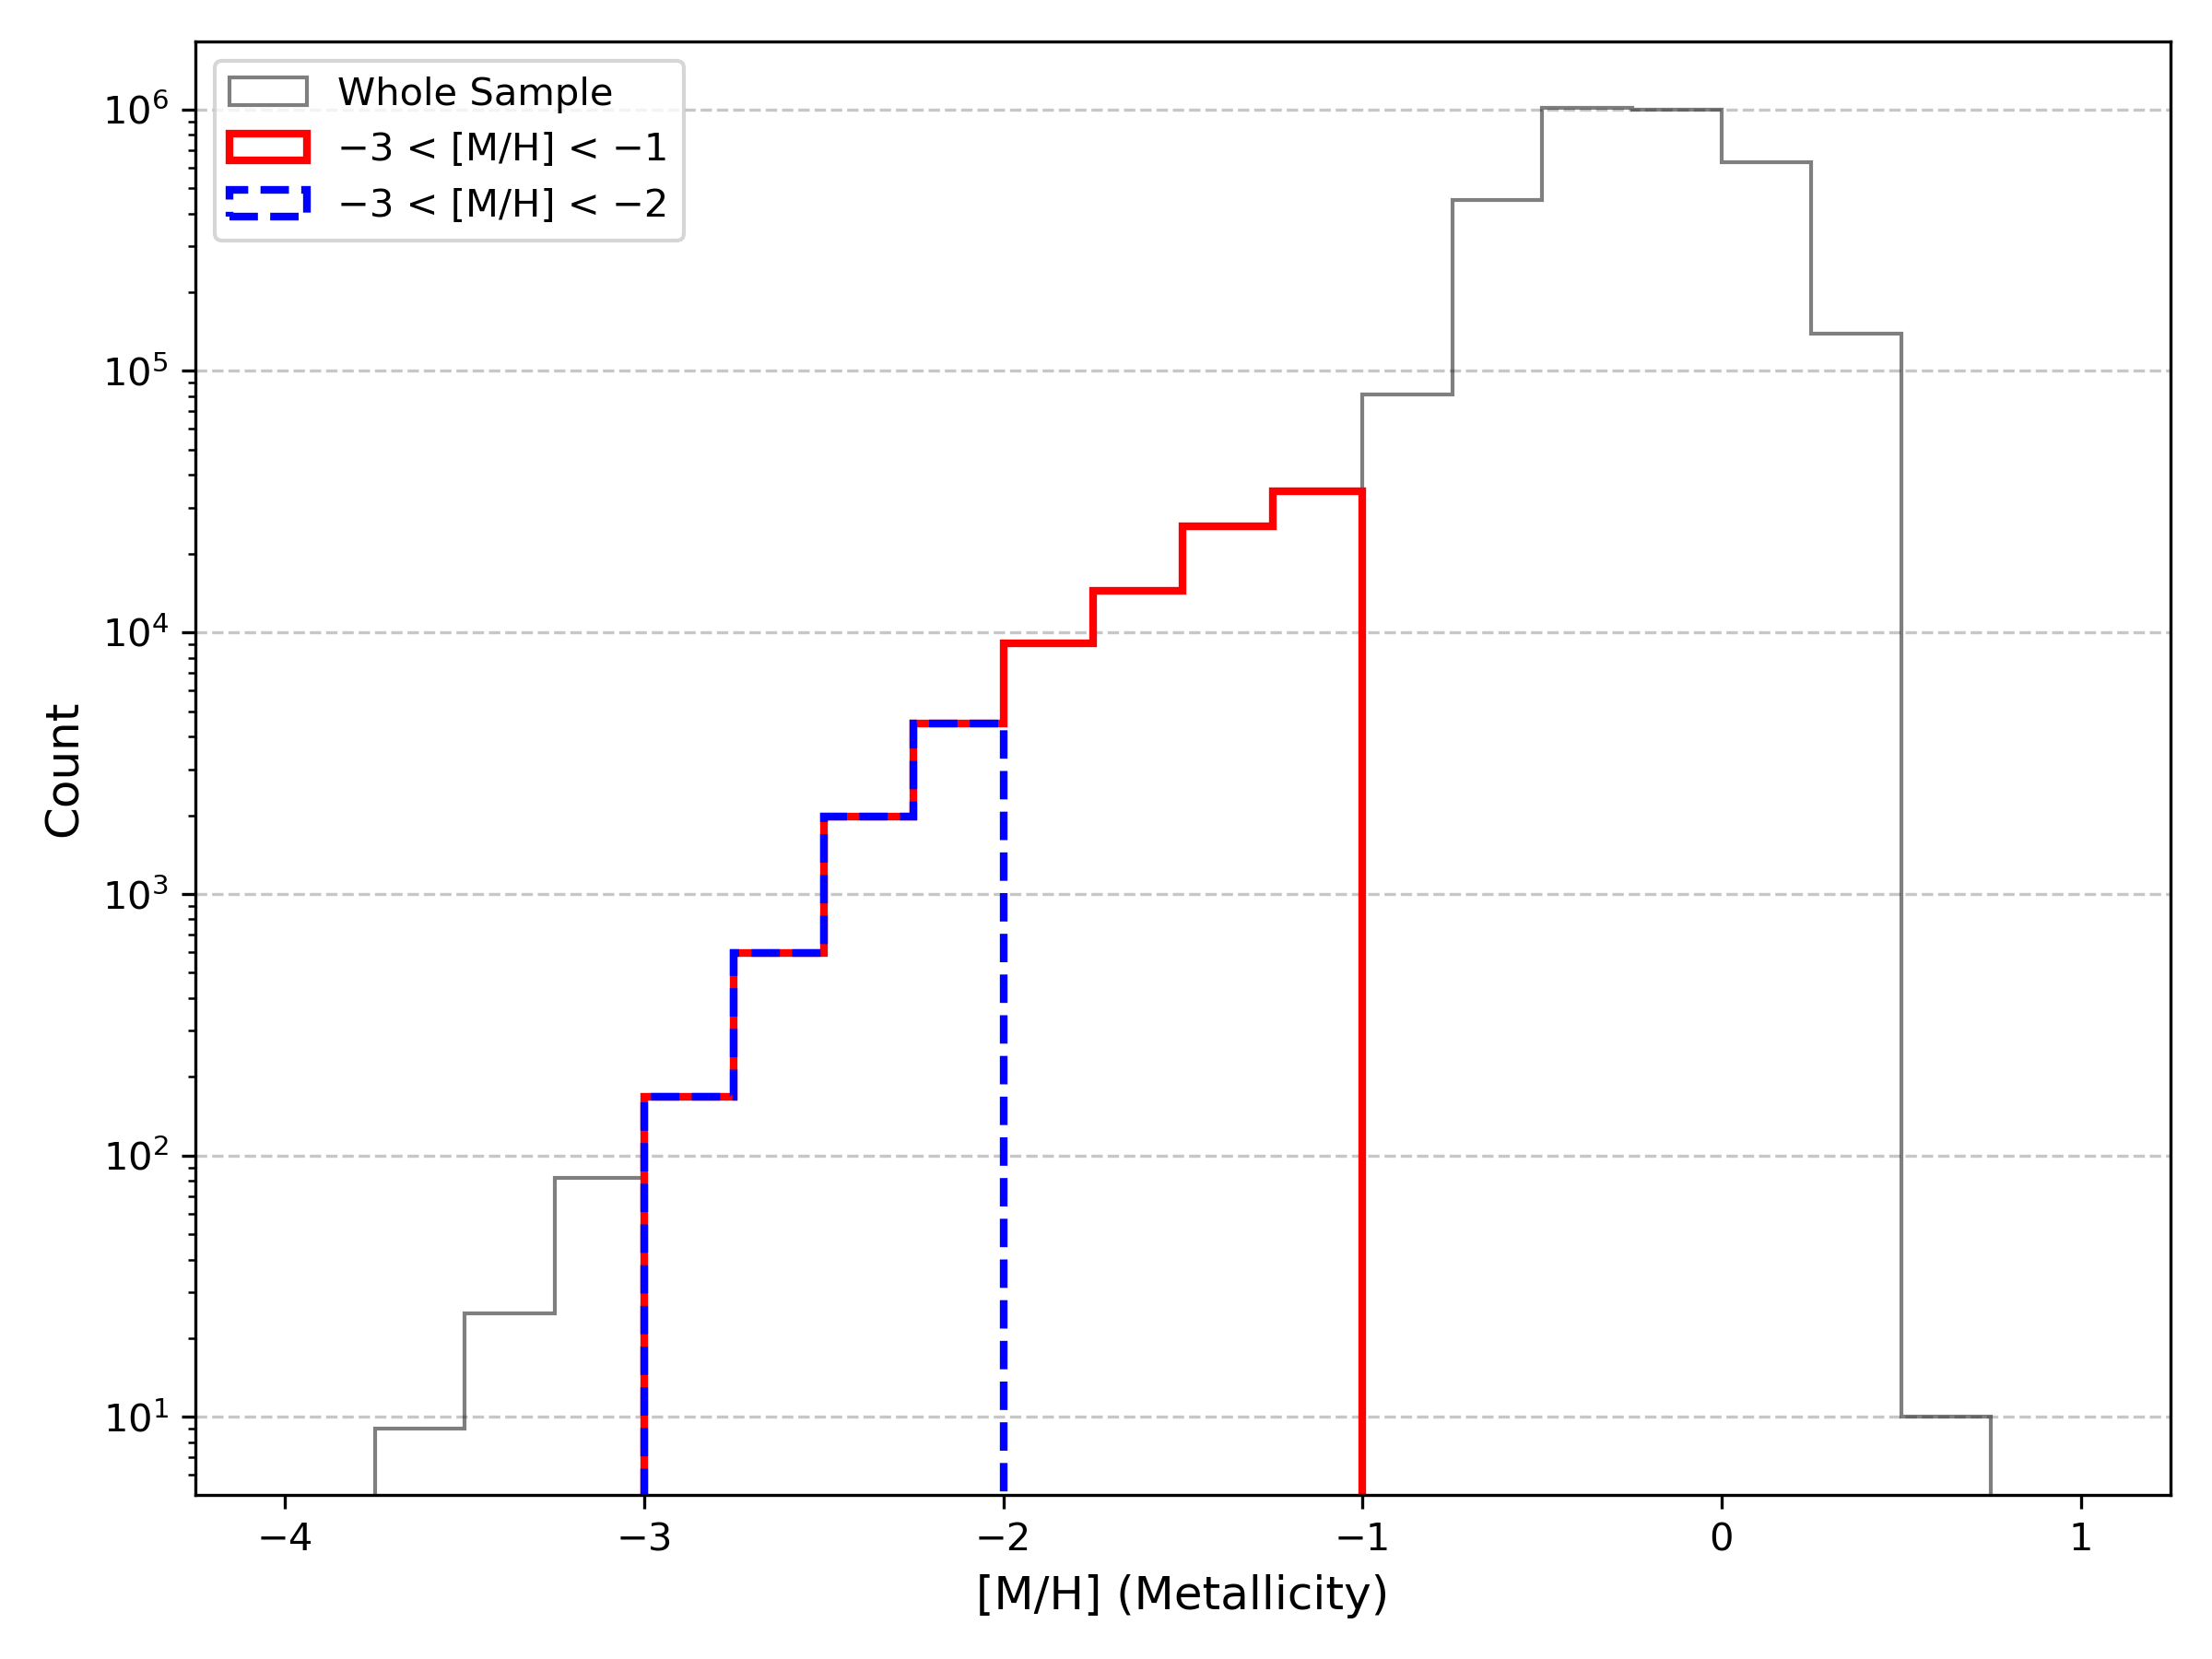 Whole Sample
−3 < [M/H] < −1
−3 < [M/H] < −2
10⁶
10⁵
10⁴
10³
10²
10¹
Count
−4 −3 −2 −1 0 1
[M/H] (Metallicity)